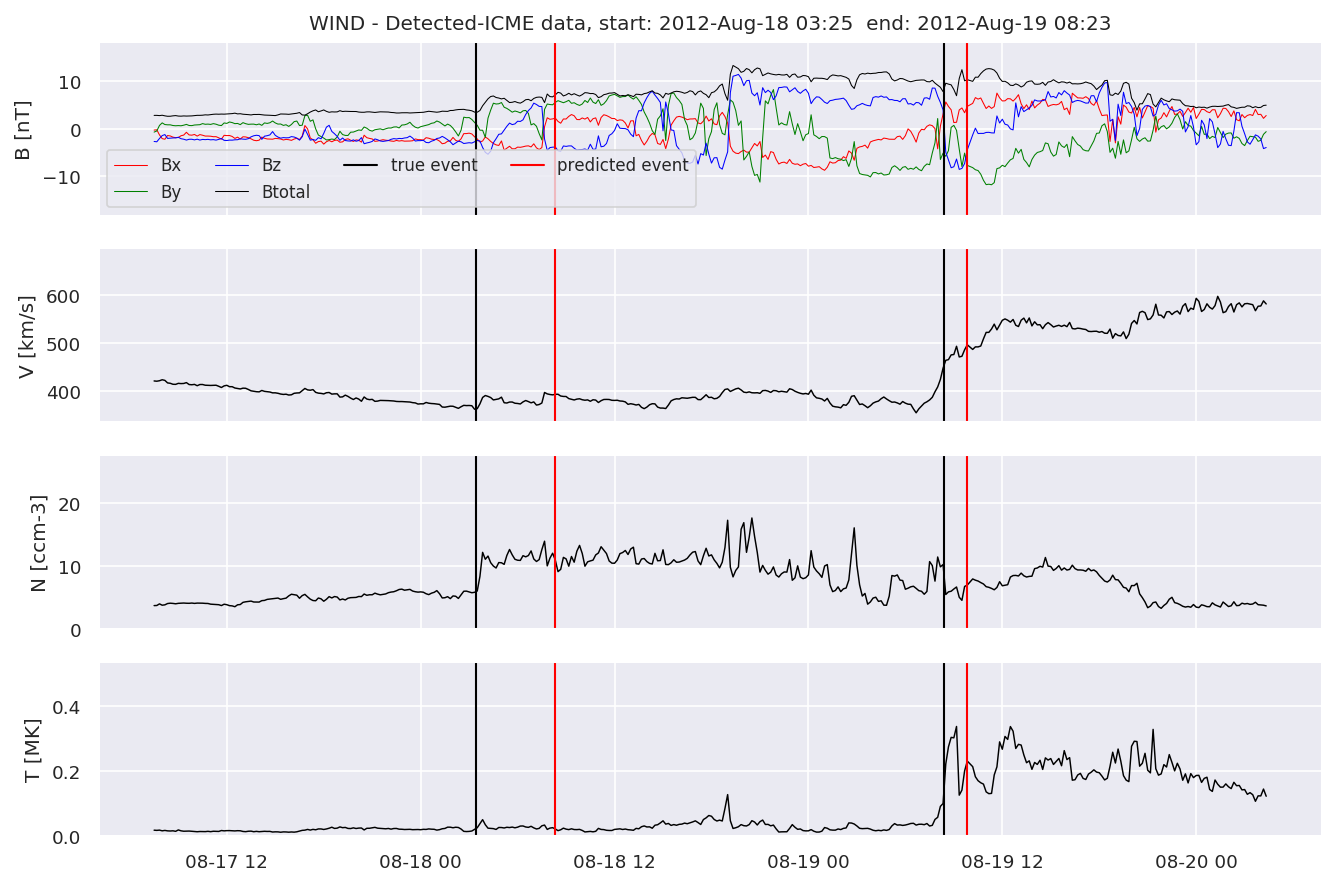 WIND - Detected-ICME data, start: 2012-Aug-18 03:25  end: 2012-Aug-19 08:23
B [nT]
10
0
−10
Bx Bz true event predicted event
By Btotal
V [km/s]
600
500
400
N [ccm-3]
20
10
0
T [MK]
0.4
0.2
0.0
08-17 12 08-18 00 08-18 12 08-19 00 08-19 12 08-20 00